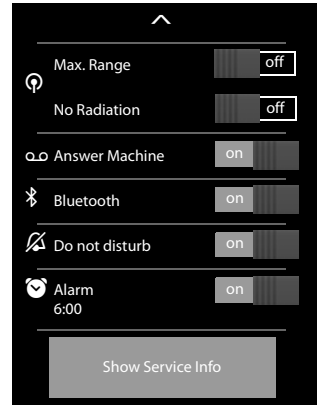 Max. Range off
No Radiation off
Answer Machine on
Bluetooth on
Do not disturb on
Alarm on
6:00
Show Service Info